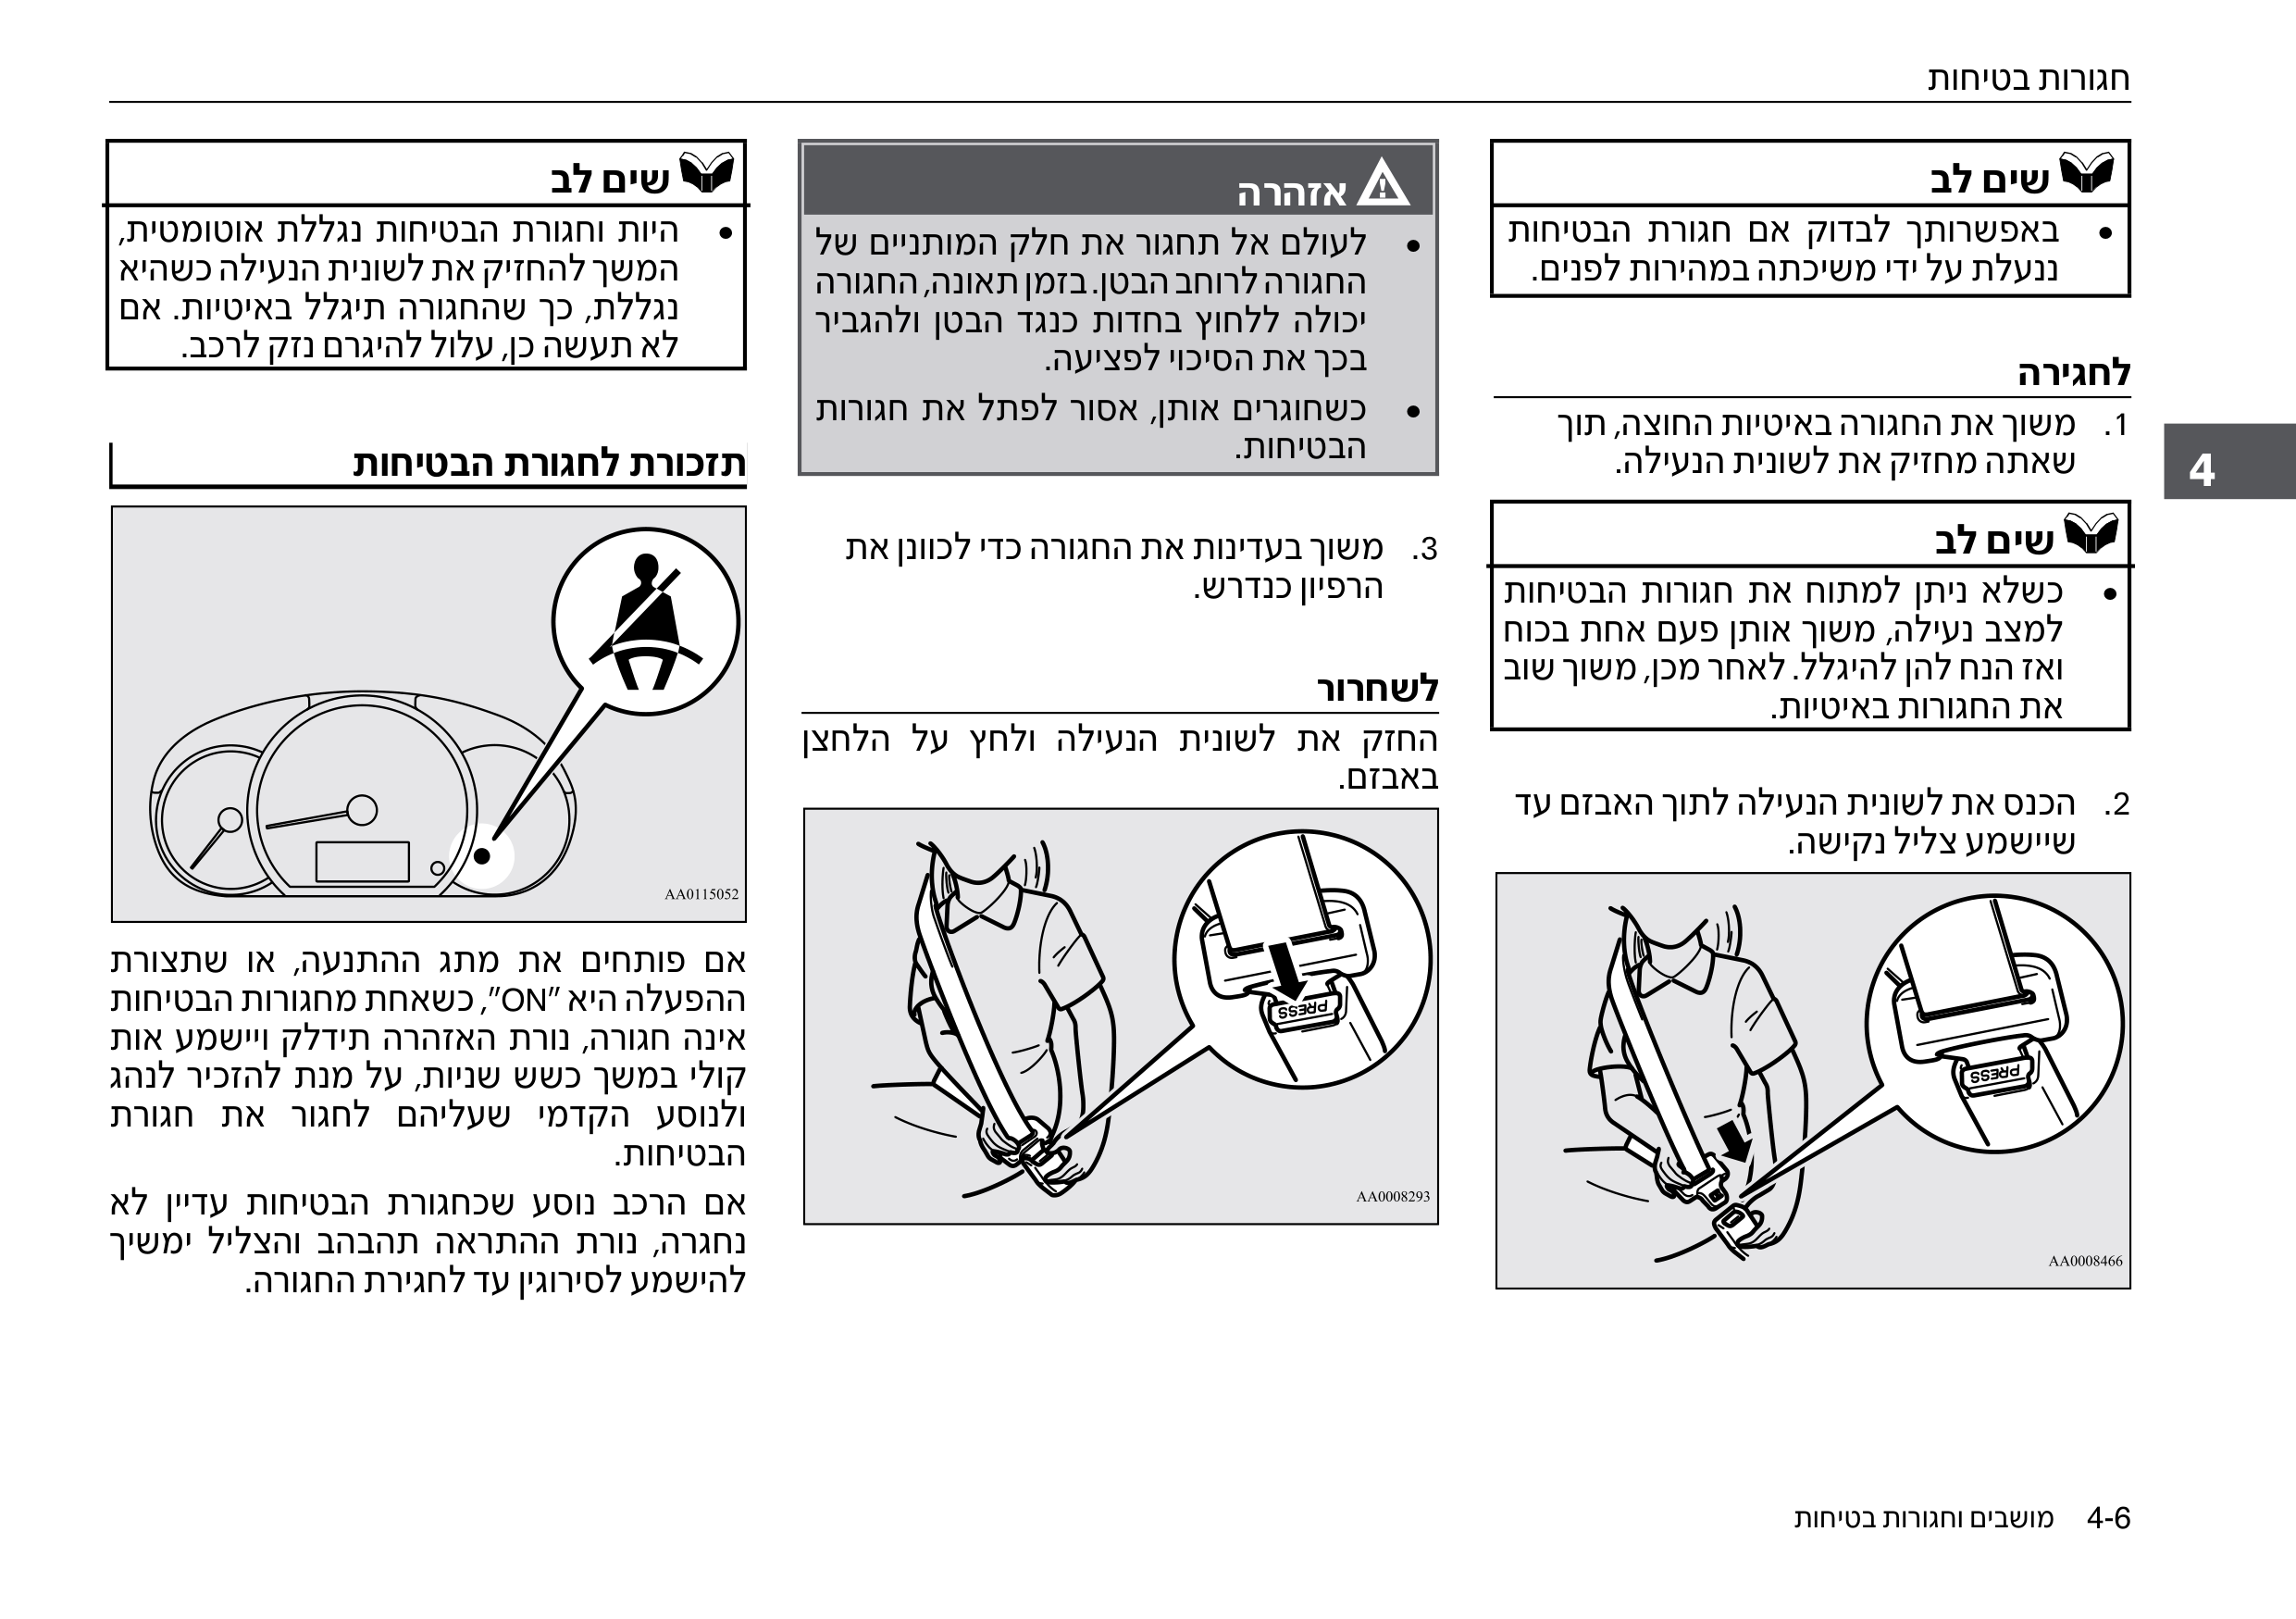 חגורות בטיחות
שים לב
• באפשרותך לבדוק אם חגורת הבטיחות
ננעלת על ידי משיכתה במהירות לפנים.
לחגירה
1. משוך את החגורה באיטיות החוצה, תוך
שאתה מחזיק את לשונית הנעילה.
שים לב
• כשלא ניתן למתוח את חגורות הבטיחות
למצב נעילה, משוך אותן פעם אחת בכוח
ואז הנח להן להיגלל. לאחר מכן, משוך שוב
את החגורות באיטיות.
2. הכנס את לשונית הנעילה לתוך האבזם עד
שיישמע צליל נקישה.
PRESS
AA0008466
אזהרה
• לעולם אל תחגור את חלק המותניים של
החגורה לרוחב הבטן. בזמן תאונה, החגורה
יכולה ללחוץ בחדות כנגד הבטן ולהגביר
בכך את הסיכוי לפציעה.
• כשחוגרים אותן, אסור לפתל את חגורות
הבטיחות.
3. משוך בעדינות את החגורה כדי לכוונן את
הרפיון כנדרש.
לשחרור
החזק את לשונית הנעילה ולחץ על הלחצן
באבזם.
PRESS
AA0008293
שים לב
• היות וחגורת הבטיחות נגללת אוטומטית,
המשך להחזיק את לשונית הנעילה כשהיא
נגללת, כך שהחגורה תיגלל באיטיות. אם
לא תעשה כן, עלול להיגרם נזק לרכב.
תזכורת לחגורת הבטיחות
AA0115052
אם פותחים את מתג ההתנעה, או שתצורת
ההפעלה היא "ON", כשאחת מחגורות הבטיחות
אינה חגורה, נורת האזהרה תידלק ויישמע אות
קולי במשך כשש שניות, על מנת להזכיר לנהג
ולנוסע הקדמי שעליהם לחגור את חגורת
הבטיחות.
אם הרכב נוסע שכחגורת הבטיחות עדיין לא
נחגרה, נורת ההתראה תהבהב והצליל ימשיך
להישמע לסירוגין עד לחגירת החגורה.
4
4-6 מושבים וחגורות בטיחות